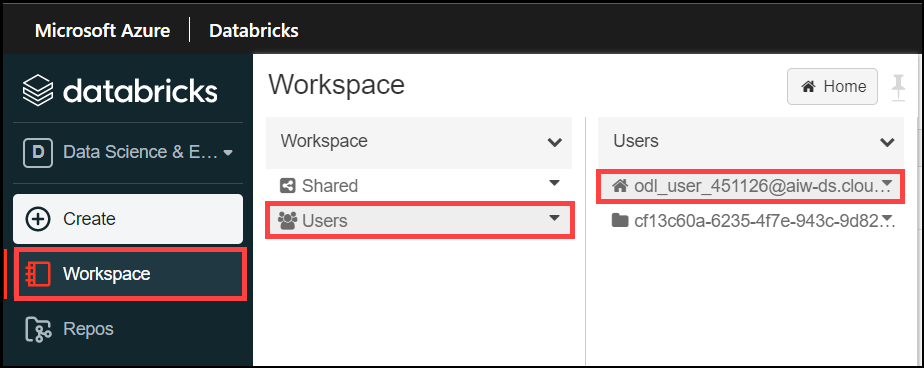 Microsoft Azure | Databricks
databricks
D Data Science & E...
Create
Workspace
Repos
Workspace
Home
Workspace
Shared
Users
Users
odl_user_451126@aiw-ds.clou...
cf13c60a-6235-4f7e-943c-9d82...